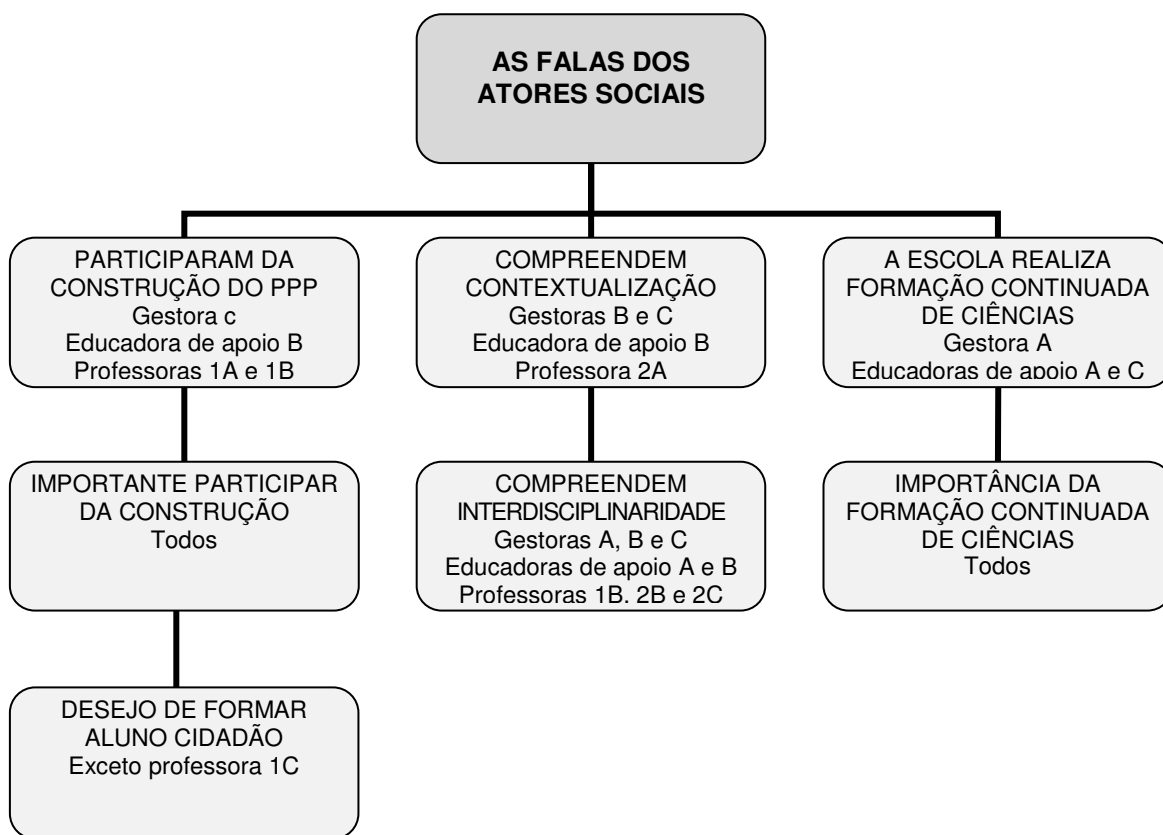 AS FALAS DOS
ATORES SOCIAIS
PARTICIPARAM DA
CONSTRUÇÃO DO PPP
Gestora c
Educadora de apoio B
Professoras 1A e 1B
COMPREENDEM
CONTEXTUALIZAÇÃO
Gestoras B e C
Educadora de apoio B
Professora 2A
A ESCOLA REALIZA
FORMAÇÃO CONTINUADA
DE CIÊNCIAS
Gestora A
Educadoras de apoio A e C
IMPORTANTE PARTICIPAR
DA CONSTRUÇÃO
Todos
COMPREENDEM
INTERDISCIPLINARIDADE
Gestoras A, B e C
Educadoras de apoio A e B
Professoras 1B. 2B e 2C
IMPORTÂNCIA DA
FORMAÇÃO CONTINUADA
DE CIÊNCIAS
Todos
DESEJO DE FORMAR
ALUNO CIDADÃO
Exceto professora 1C